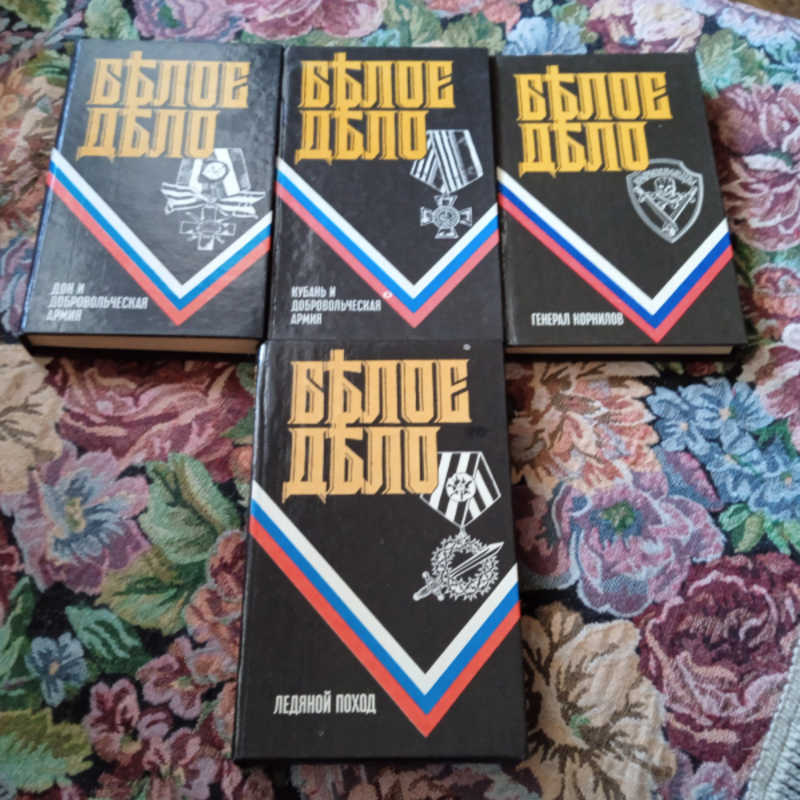 БѢЛОЕ
ДѢЛО
ДОН И
ДОБРОВОЛЬЧЕСКАЯ
АРМИЯ
БѢЛОЕ
ДѢЛО
КУБАНЬ И
ДОБРОВОЛЬЧЕСКАЯ
АРМИЯ
БѢЛОЕ
ДѢЛО
ГЕНЕРАЛ КОРНИЛОВ
БѢЛОЕ
ДѢЛО
ЛЕДЯНОЙ ПОХОД